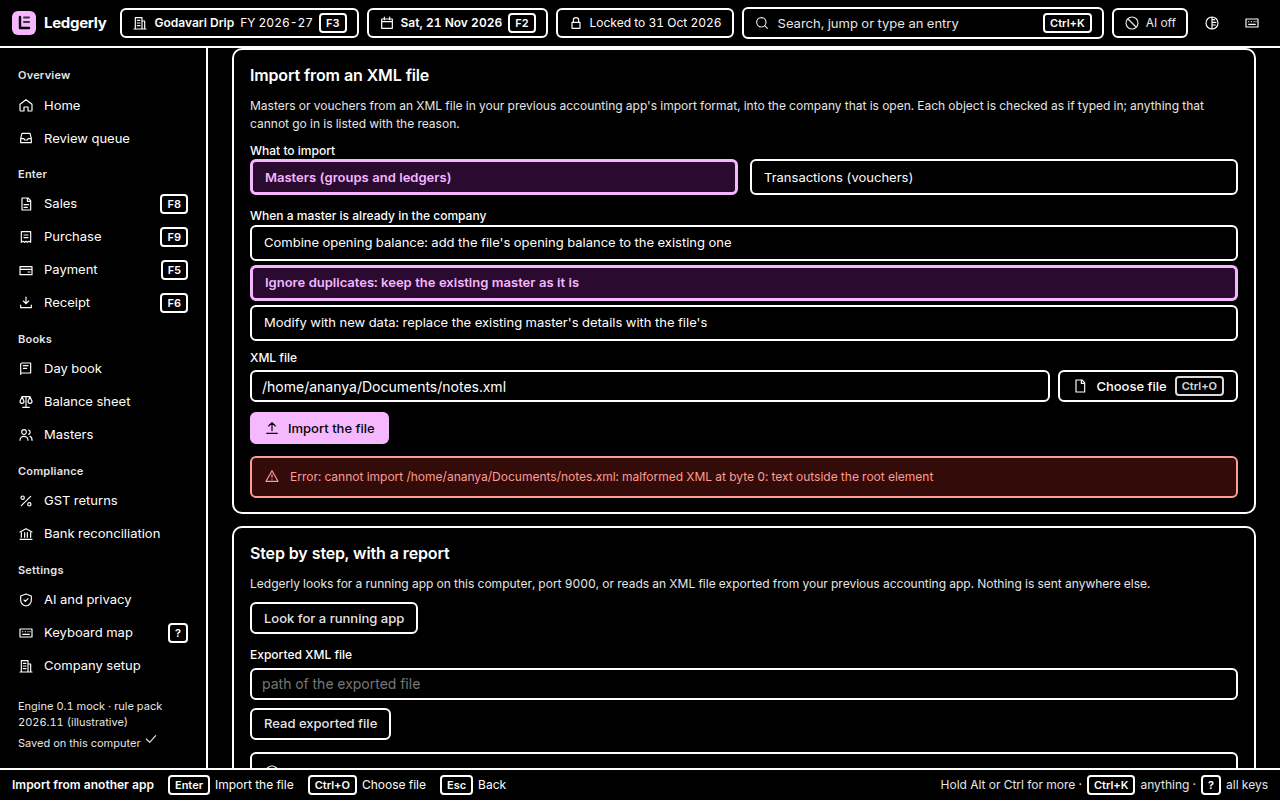 Ledgerly
Godavari Drip FY 2026-27 F3
Sat, 21 Nov 2026 F2
Locked to 31 Oct 2026
Search, jump or type an entry Ctrl+K
AI off
Overview
Home
Review queue
Enter
Sales F8
Purchase F9
Payment F5
Receipt F6
Books
Day book
Balance sheet
Masters
Compliance
GST returns
Bank reconciliation
Settings
AI and privacy
Keyboard map ?
Company setup
Engine 0.1 mock · rule pack
2026.11 (illustrative)
Saved on this computer
Import from an XML file
Masters or vouchers from an XML file in your previous accounting app's import format, into the company that is open. Each object is checked as if typed in; anything that
cannot go in is listed with the reason.
What to import
Masters (groups and ledgers)
Transactions (vouchers)
When a master is already in the company
Combine opening balance: add the file's opening balance to the existing one
Ignore duplicates: keep the existing master as it is
Modify with new data: replace the existing master's details with the file's
XML file
/home/ananya/Documents/notes.xml
Choose file Ctrl+O
Import the file
Error: cannot import /home/ananya/Documents/notes.xml: malformed XML at byte 0: text outside the root element
Step by step, with a report
Ledgerly looks for a running app on this computer, port 9000, or reads an XML file exported from your previous accounting app. Nothing is sent anywhere else.
Look for a running app
Exported XML file
path of the exported file
Read exported file
Import from another app Enter Import the file Ctrl+O Choose file Esc Back
Hold Alt or Ctrl for more · Ctrl+K anything · ? all keys